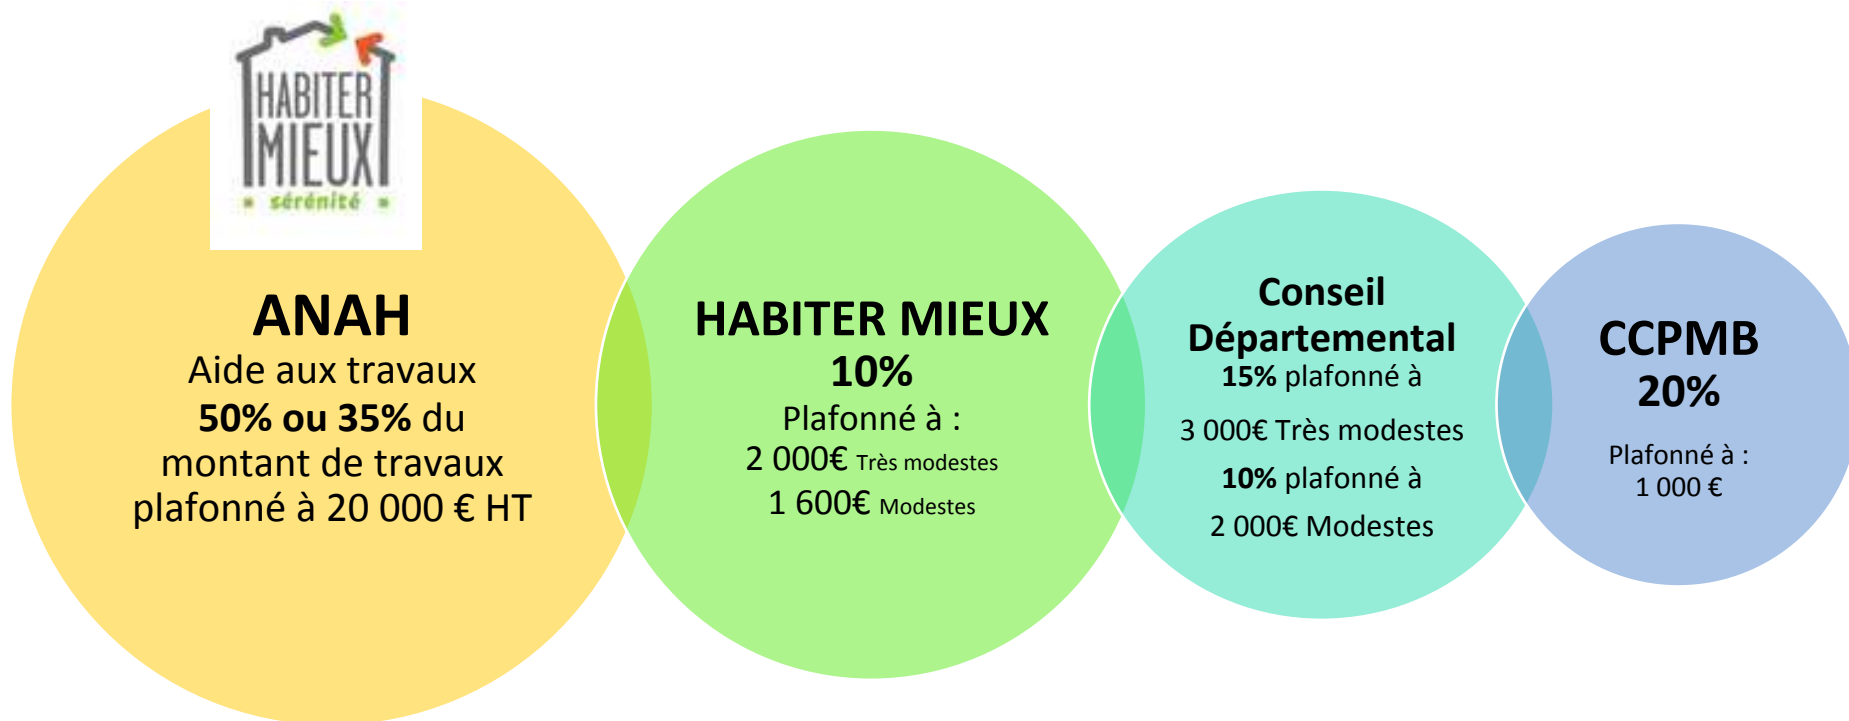 HABITER
MIEUX
sérénité
ANAH
Aide aux travaux
50% ou 35% du
montant de travaux
plafonné à 20 000 € HT
HABITER MIEUX
10%
Plafonné à :
2 000€ Très modestes
1 600€ Modestes
Conseil
Départemental
15% plafonné à
3 000€ Très modestes
10% plafonné à
2 000€ Modestes
CCPMB
20%
Plafonné à :
1 000 €